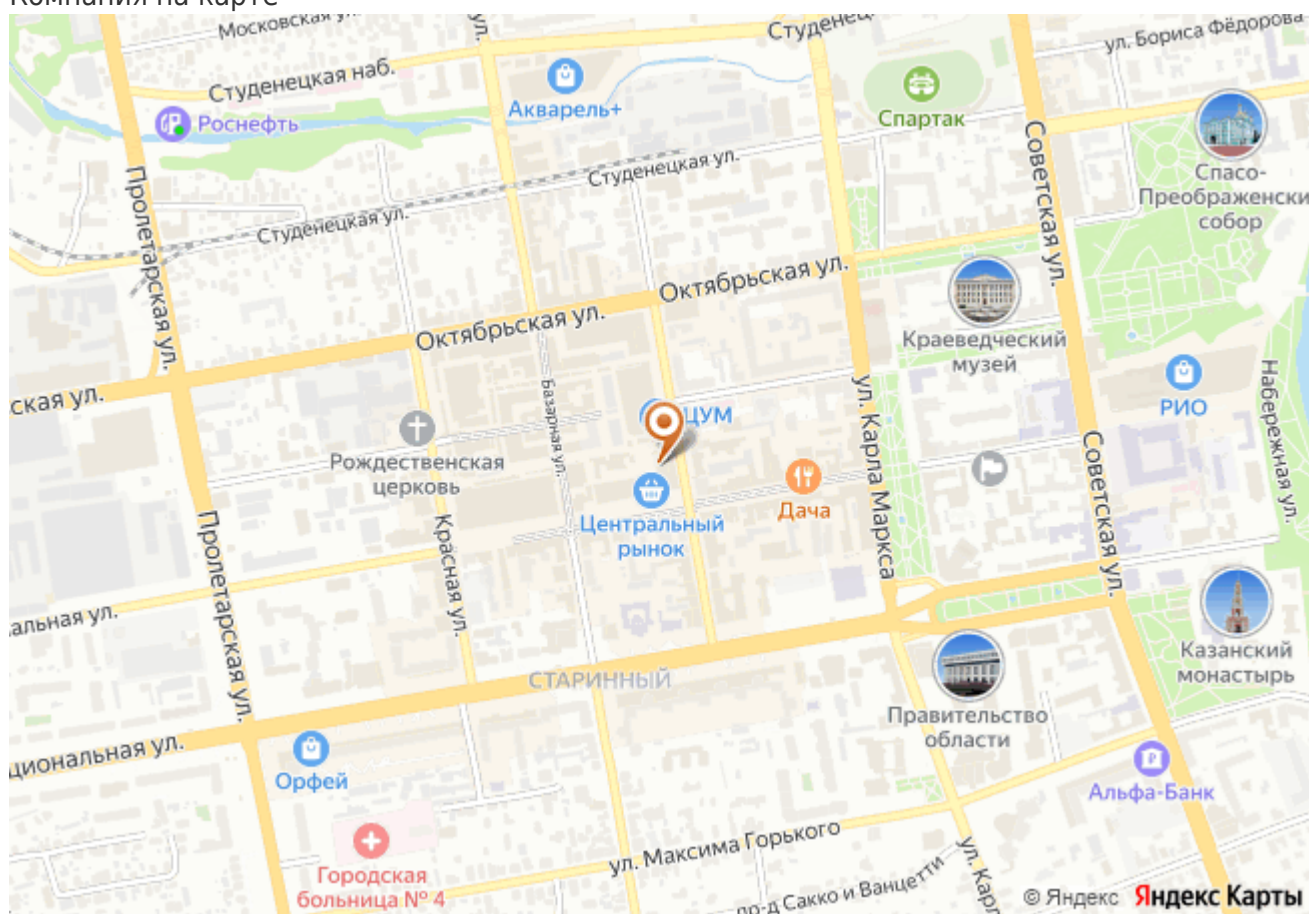 Компания на карте
Московская ул.
ул.
Студенец
ул. Бориса Фёдорова
Студенецкая наб.
Акварель+
Роснефть
Спартак
Советская ул.
Спасо-
Преображенски
собор
Студенецкая ул.
Пролетарская ул.
Студенецкая ул.
Октябрьская ул.
Октябрьская ул.
Краеведческий
музей
Набережная ул.
ская ул.
Базарная ул.
ЦУМ
ул. Карла Маркса
РИО
Рождественская
церковь
Дача
Советская ул.
Центральный
рынок
Красная ул.
Пролетарская ул.
альная ул.
Казанский
монастырь
СТАРИННЫЙ
Правительство
области
циональная ул.
Орфей
Альфа-Банк
ул. Максима Горького
Городская
больница № 4
пр-д Сакко и Ванцетти
ул. Карл
© Яндекс Яндекс Карты